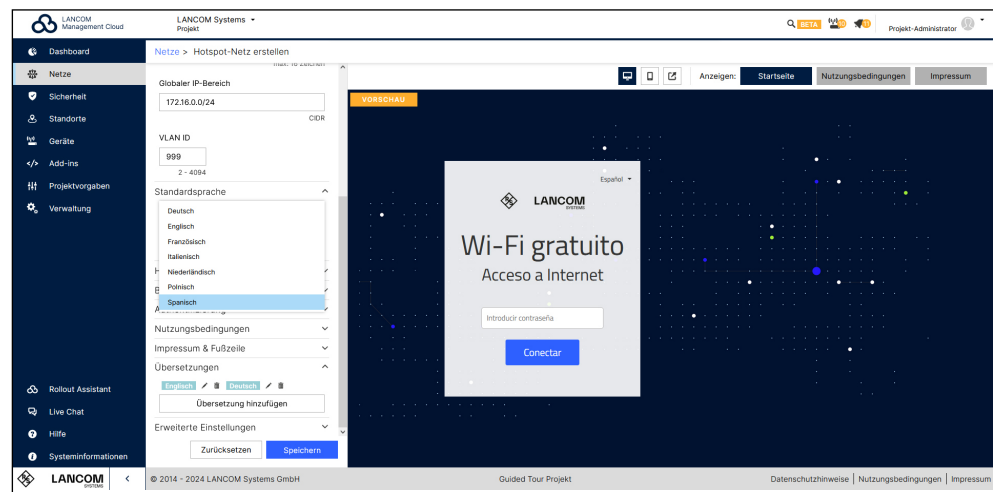 LANCOM
Management Cloud
LANCOM Systems
Projekt
BETA
Projekt-Administrator
Dashboard
Netze
Sicherheit
Standorte
Geräte
Add-ins
Projektvorgaben
Verwaltung
Rollout Assistant
Live Chat
Hilfe
Systeminformationen
LANCOM
SYSTEMS
Netze > Hotspot-Netz erstellen
max. 16 Zeichen
Globaler IP-Bereich
172.16.0.0/24
CIDR
VLAN ID
999
2 - 4094
Standardsprache
Deutsch
Englisch
Französisch
Italienisch
Niederländisch
Polnisch
Spanisch
Nutzungsbedingungen
Impressum & Fußzeile
Übersetzungen
Englisch Deutsch
Übersetzung hinzufügen
Erweiterte Einstellungen
Zurücksetzen Speichern
Anzeigen: Startseite Nutzungsbedingungen Impressum
VORSCHAU
Español
LANCOM
SYSTEMS
Wi-Fi gratuito
Acceso a Internet
Introducir contraseña
Conectar
© 2014 - 2024 LANCOM Systems GmbH
Guided Tour Projekt
Datenschutzhinweise | Nutzungsbedingungen | Impressum